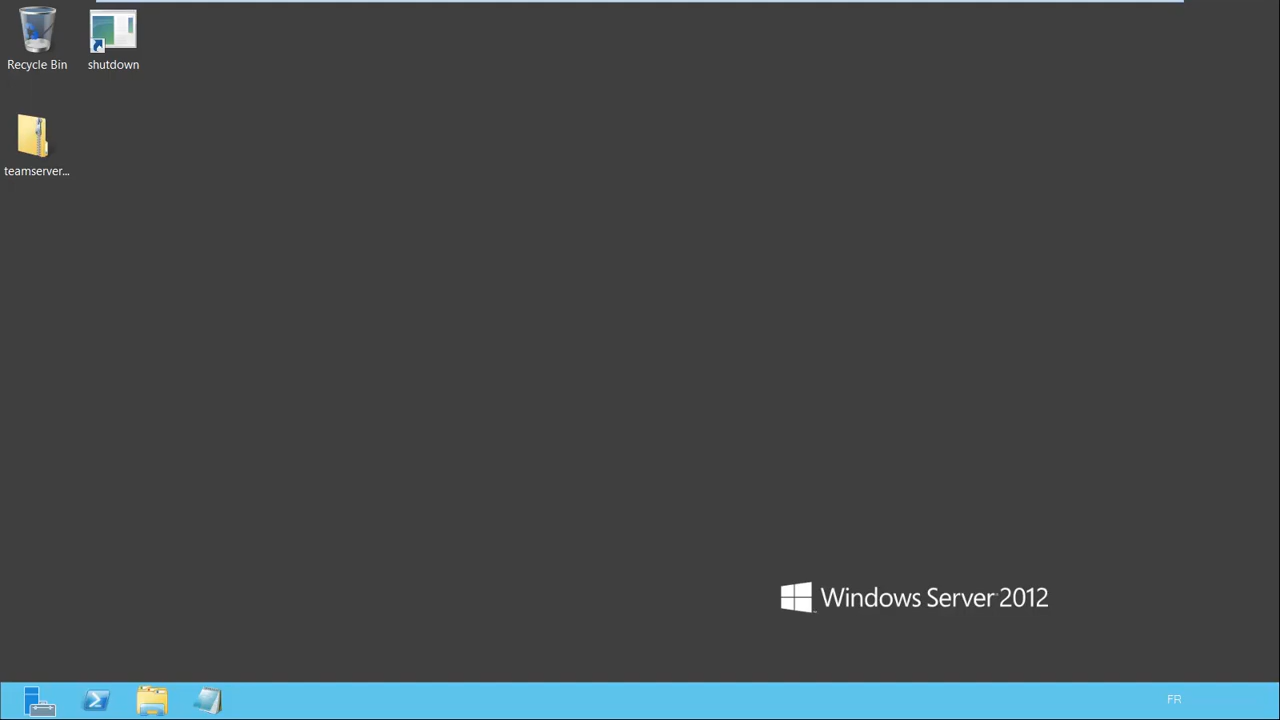 Recycle Bin
shutdown
teamserver...
Windows Server 2012
FR